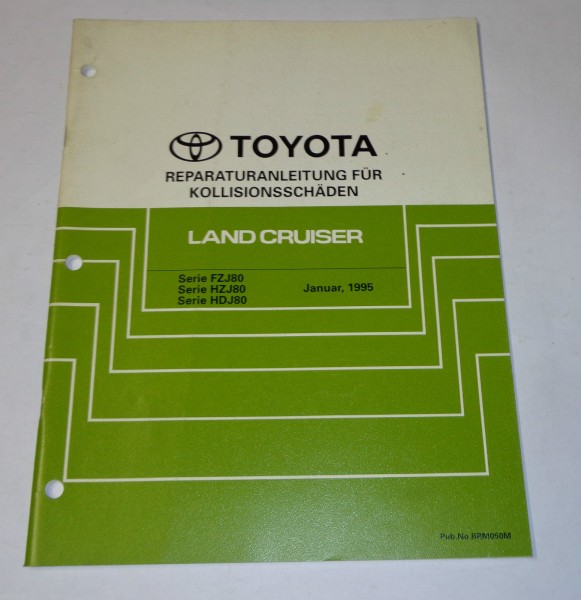 TOYOTA
REPARATURANLEITUNG FÜR
KOLLISIONSSCHÄDEN
LAND CRUISER
Serie FZJ80
Serie HZJ80 Januar, 1995
Serie HDJ80
Pub.No.BRM050M